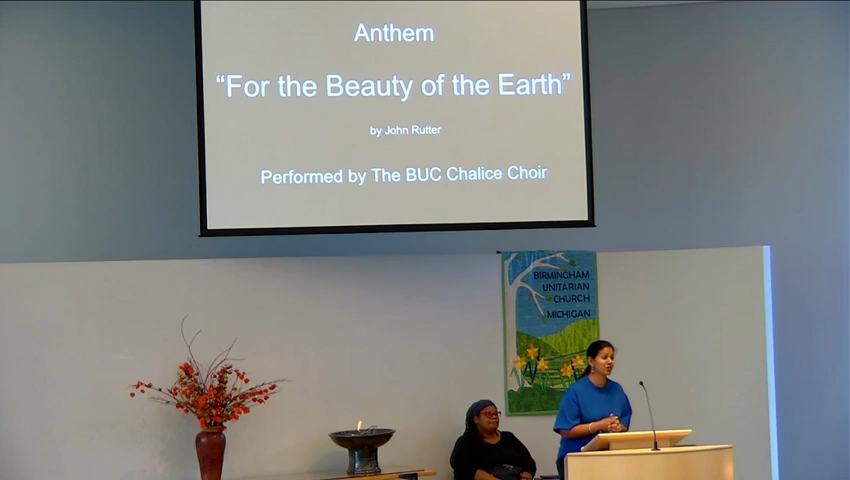 Anthem
“For the Beauty of the Earth”
by John Rutter
Performed by The BUC Chalice Choir
BIRMINGHAM
UNITARIAN
CHURCH
MICHIGAN